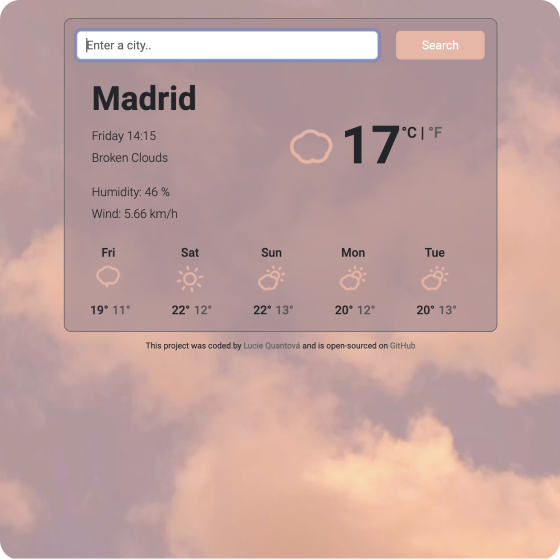 Enter a city..
Search
Madrid
Friday 14:15
Broken Clouds
17 °C | °F
Humidity: 46 %
Wind: 5.66 km/h
Fri Sat Sun Mon Tue
19° 11° 22° 12° 22° 13° 20° 12° 20° 13°
This project was coded by Lucie Quantová and is open-sourced on GitHub